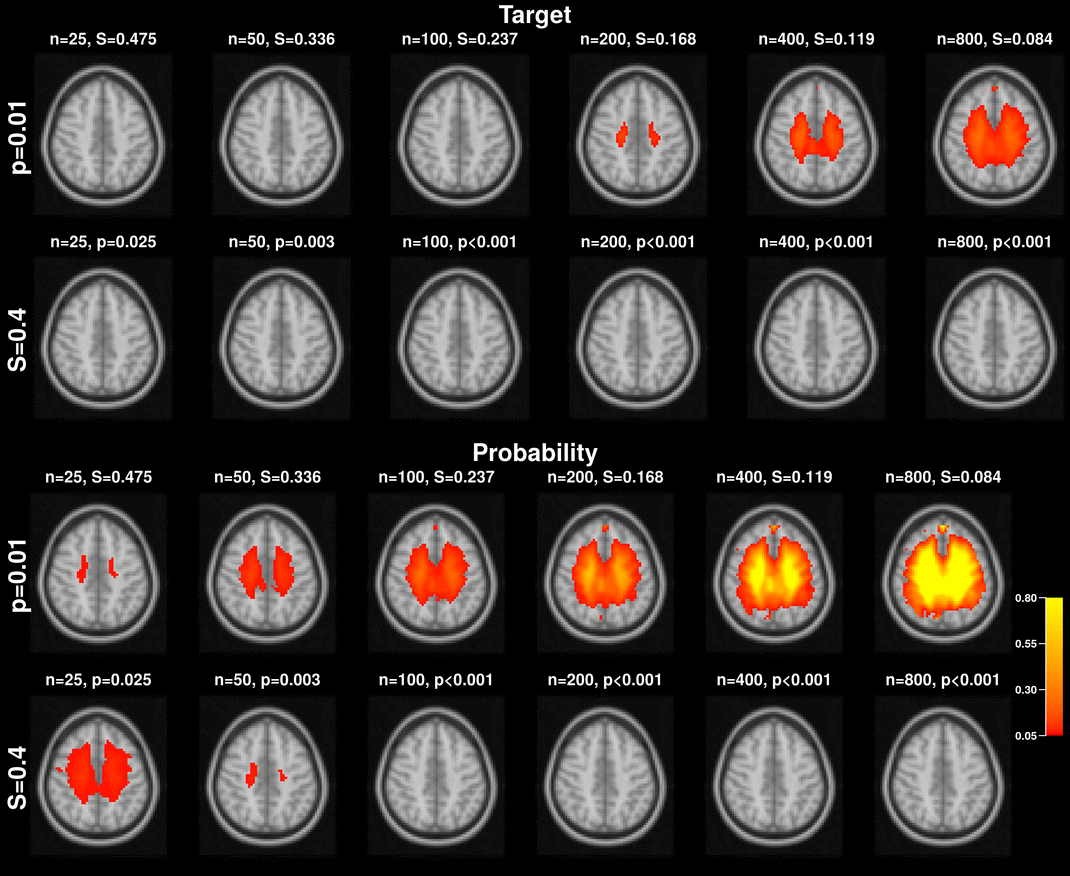 Target
n=25, S=0.475 n=50, S=0.336 n=100, S=0.237 n=200, S=0.168 n=400, S=0.119 n=800, S=0.084
p=0.01
n=25, p=0.025 n=50, p=0.003 n=100, p<0.001 n=200, p<0.001 n=400, p<0.001 n=800, p<0.001
S=0.4
Probability
n=25, S=0.475 n=50, S=0.336 n=100, S=0.237 n=200, S=0.168 n=400, S=0.119 n=800, S=0.084
p=0.01
0.80
0.55
0.30
0.05
n=25, p=0.025 n=50, p=0.003 n=100, p<0.001 n=200, p<0.001 n=400, p<0.001 n=800, p<0.001
S=0.4